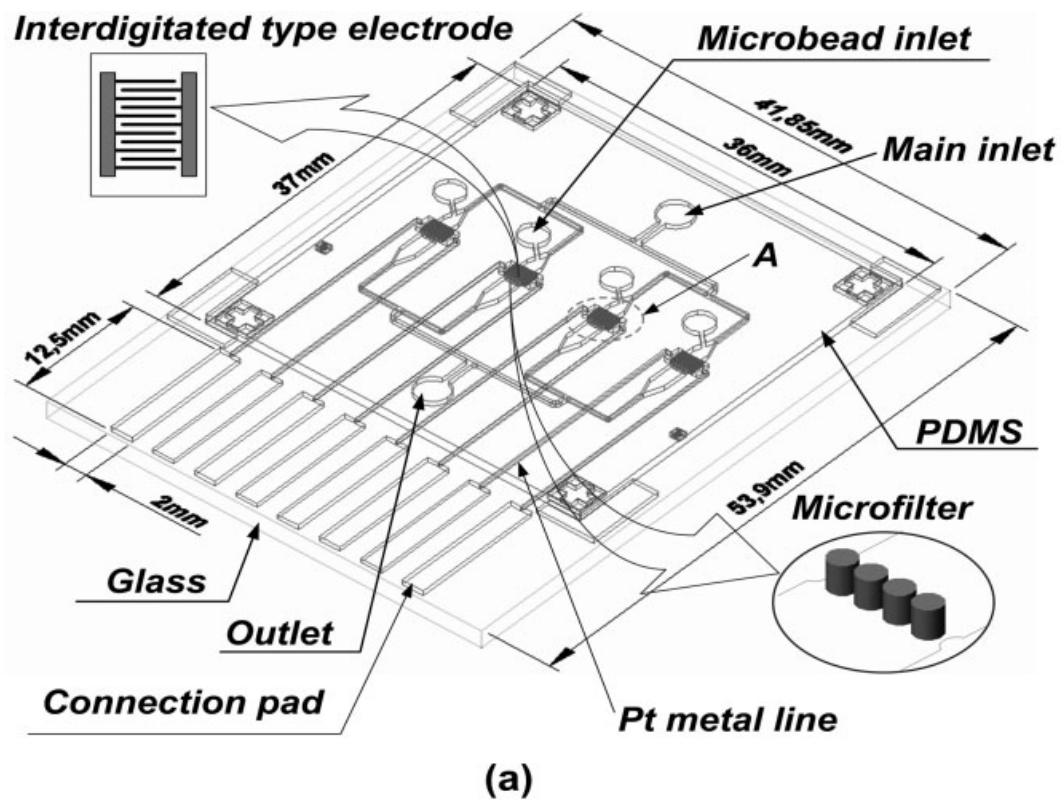 Interdigitated type electrode
Microbead inlet
41,85mm
36mm
Main inlet
37mm
A
12,5mm
PDMS
2mm
53,9mm
Microfilter
Glass
Outlet
Connection pad
Pt metal line
(a)